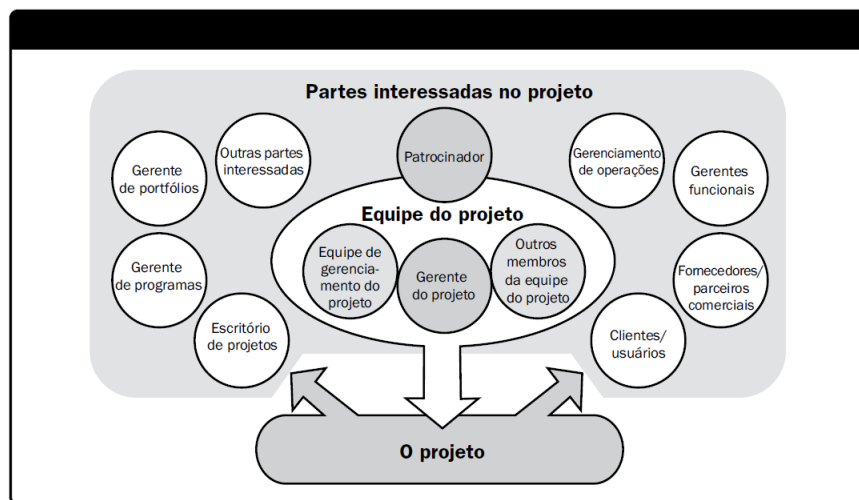 Partes interessadas no projeto
Gerente
de portfólios
Outras partes
interessadas
Patrocinador
Gerenciamento
de operações
Gerentes
funcionais
Equipe do projeto
Gerente
de programas
Equipe de
gerencia-
mento do
projeto
Gerente
do projeto
Outros
membros
da equipe
do projeto
Fornecedores/
parceiros
comerciais
Escritório
de projetos
Clientes/
usuários
O projeto